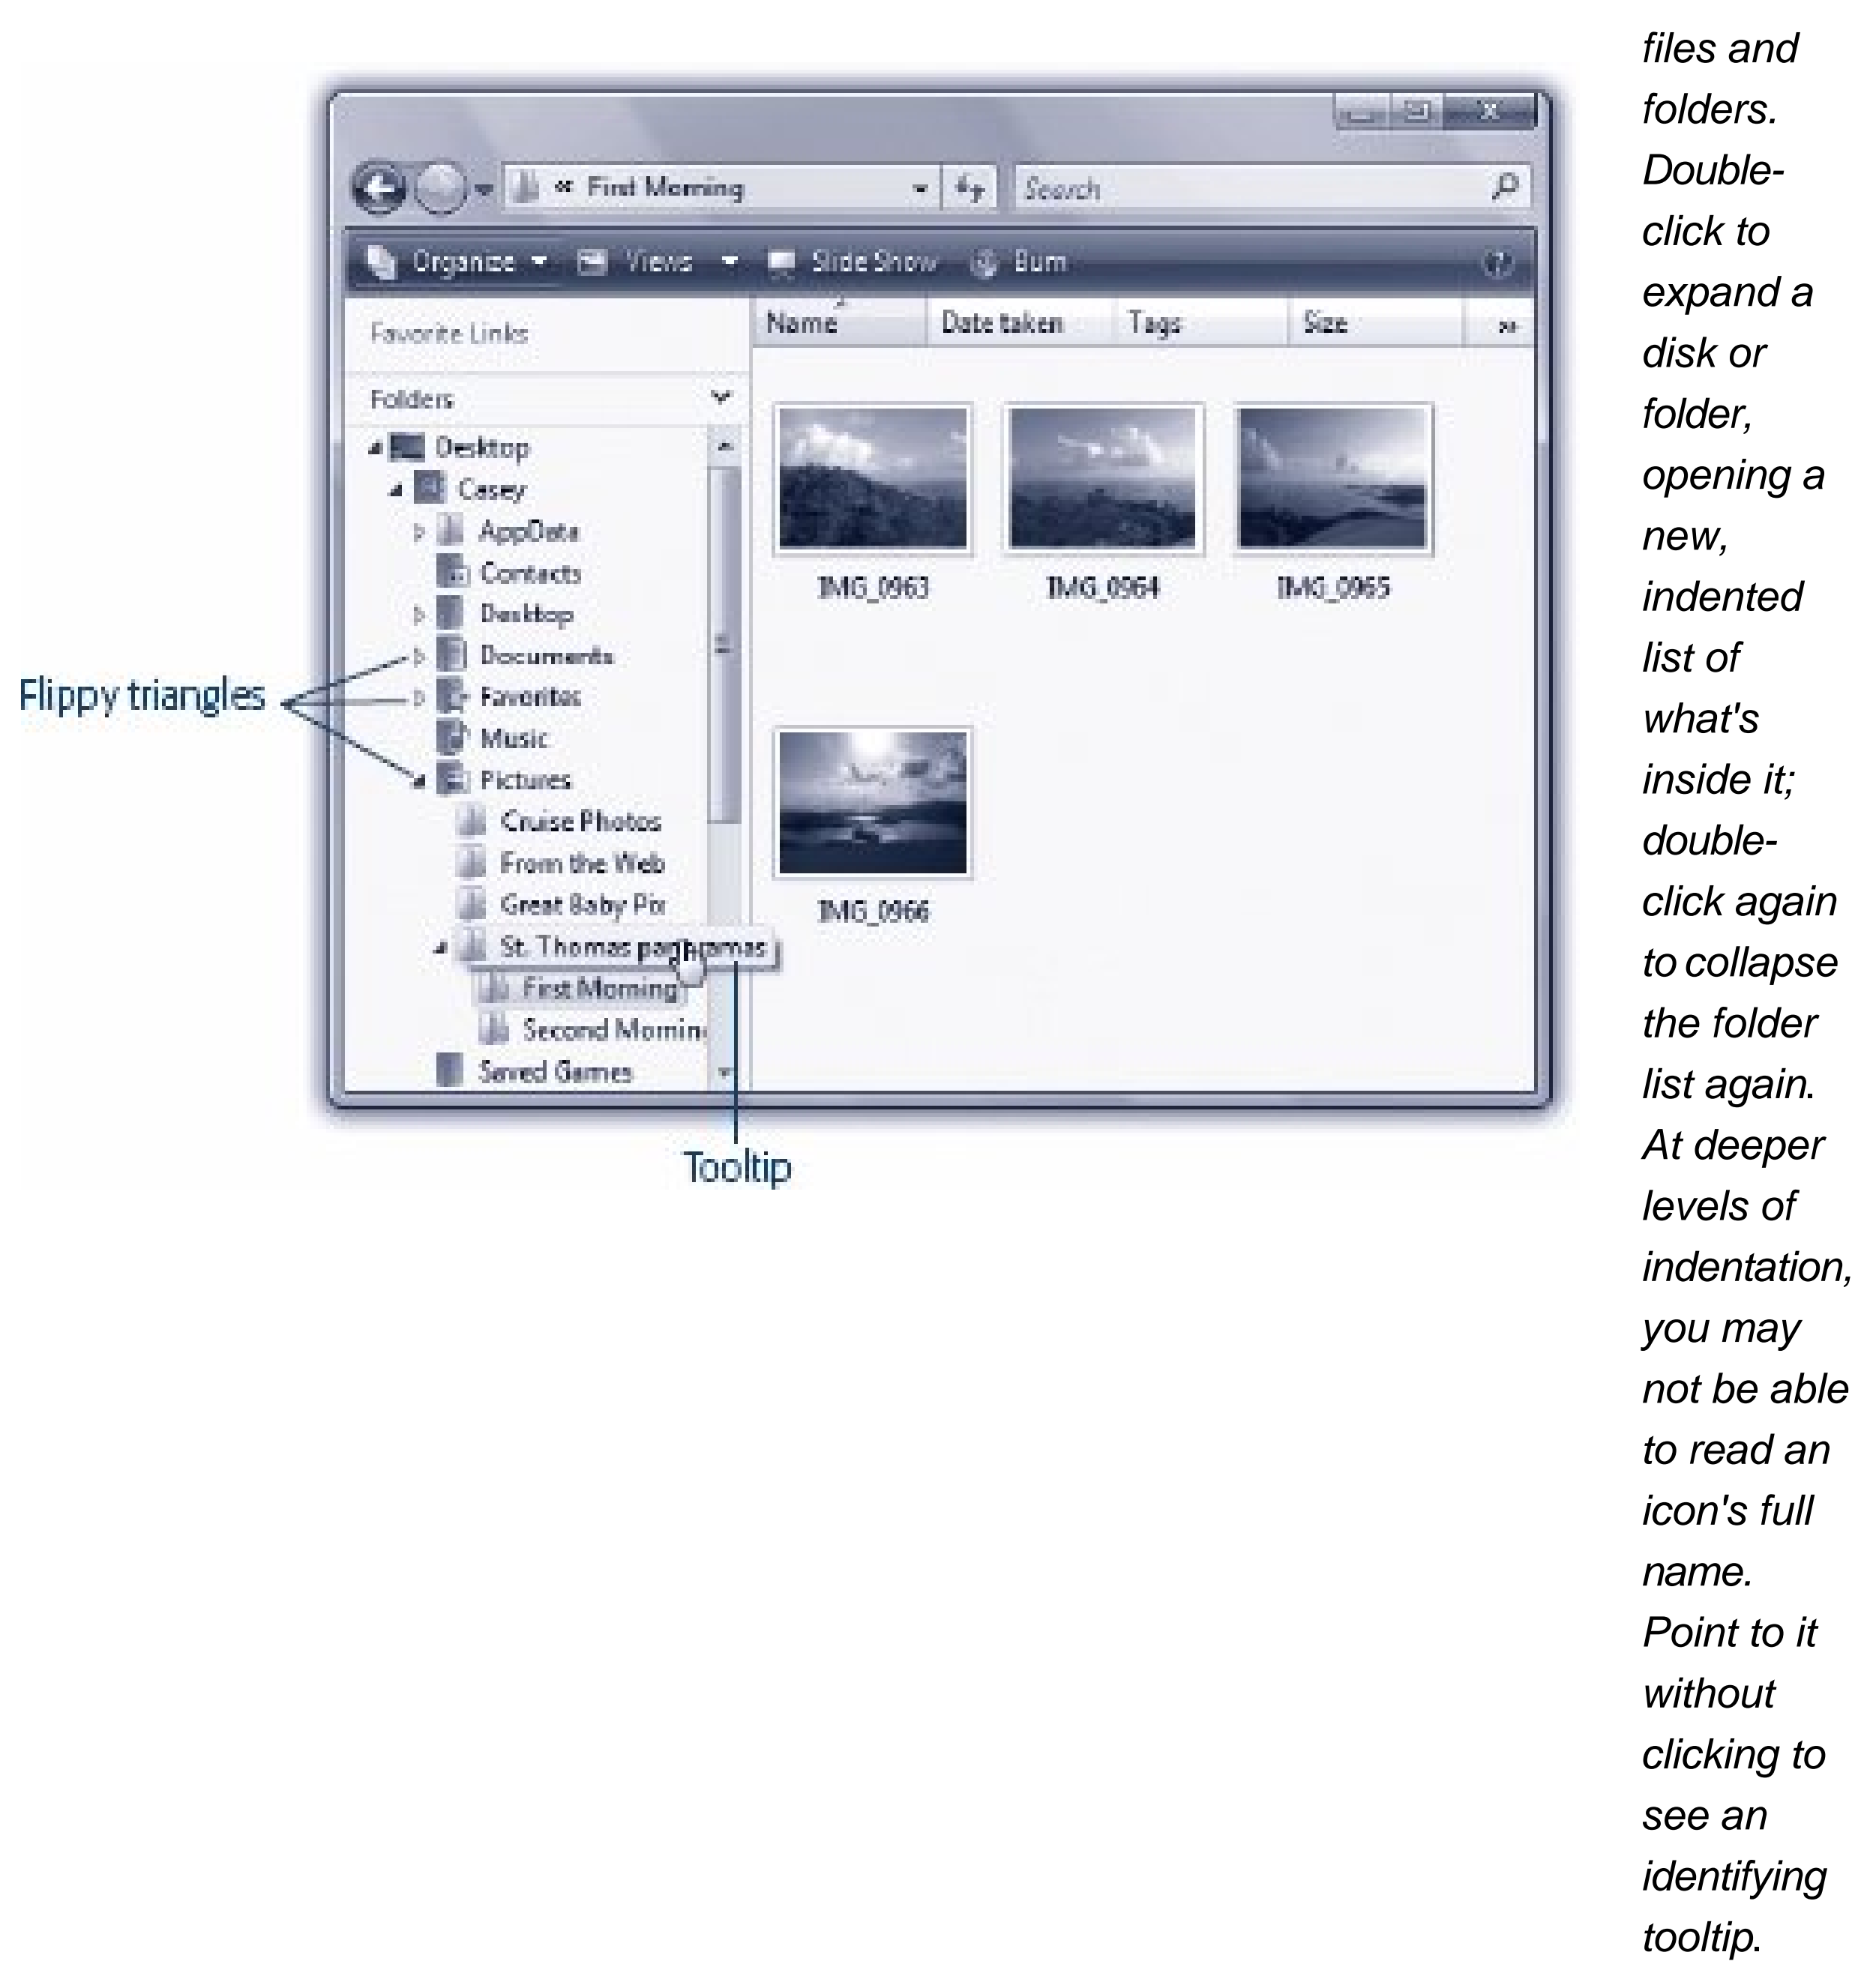 First Morning
Search
Organize
Views
Slide Show
Burn
Favorite Links
Name
Date taken
Tags
Size
Folders
Desktop
Casey
AppData
Contacts
Desktop
Documents
Favorites
Music
Pictures
Cruise Photos
From the Web
Great Baby Pix
St. Thomas panoramas
First Morning
Second Mornin
Saved Games
IMG_0963
IMG_0964
IMG_0965
IMG_0966
Flippy triangles
Tooltip
files and
folders.
Double-
click to
expand a
disk or
folder,
opening a
new,
indented
list of
what's
inside it;
double-
click again
to collapse
the folder
list again.
At deeper
levels of
indentation,
you may
not be able
to read an
icon's full
name.
Point to it
without
clicking to
see an
identifying
tooltip.